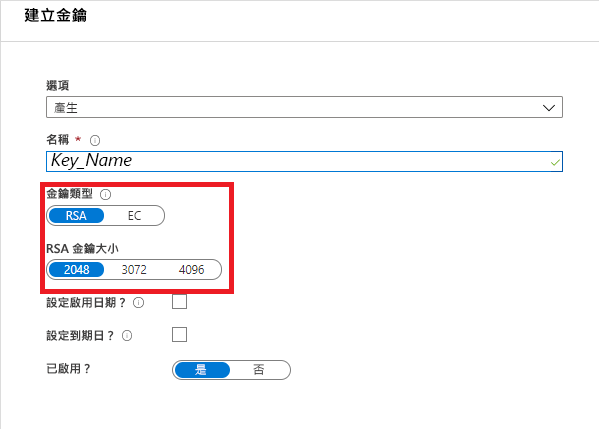 建立金鑰
選項
產生
名稱 *
Key_Name
金鑰類型
RSA EC
RSA 金鑰大小
2048 3072 4096
設定啟用日期？
設定到期日？
已啟用？ 是 否